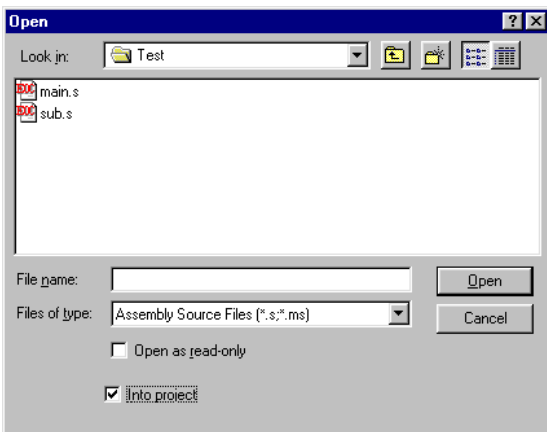 Open
Look in: Test
main.s
sub.s
File name: Open
Files of type: Assembly Source Files (*.s;*.ms) Cancel
Open as read-only
Into project